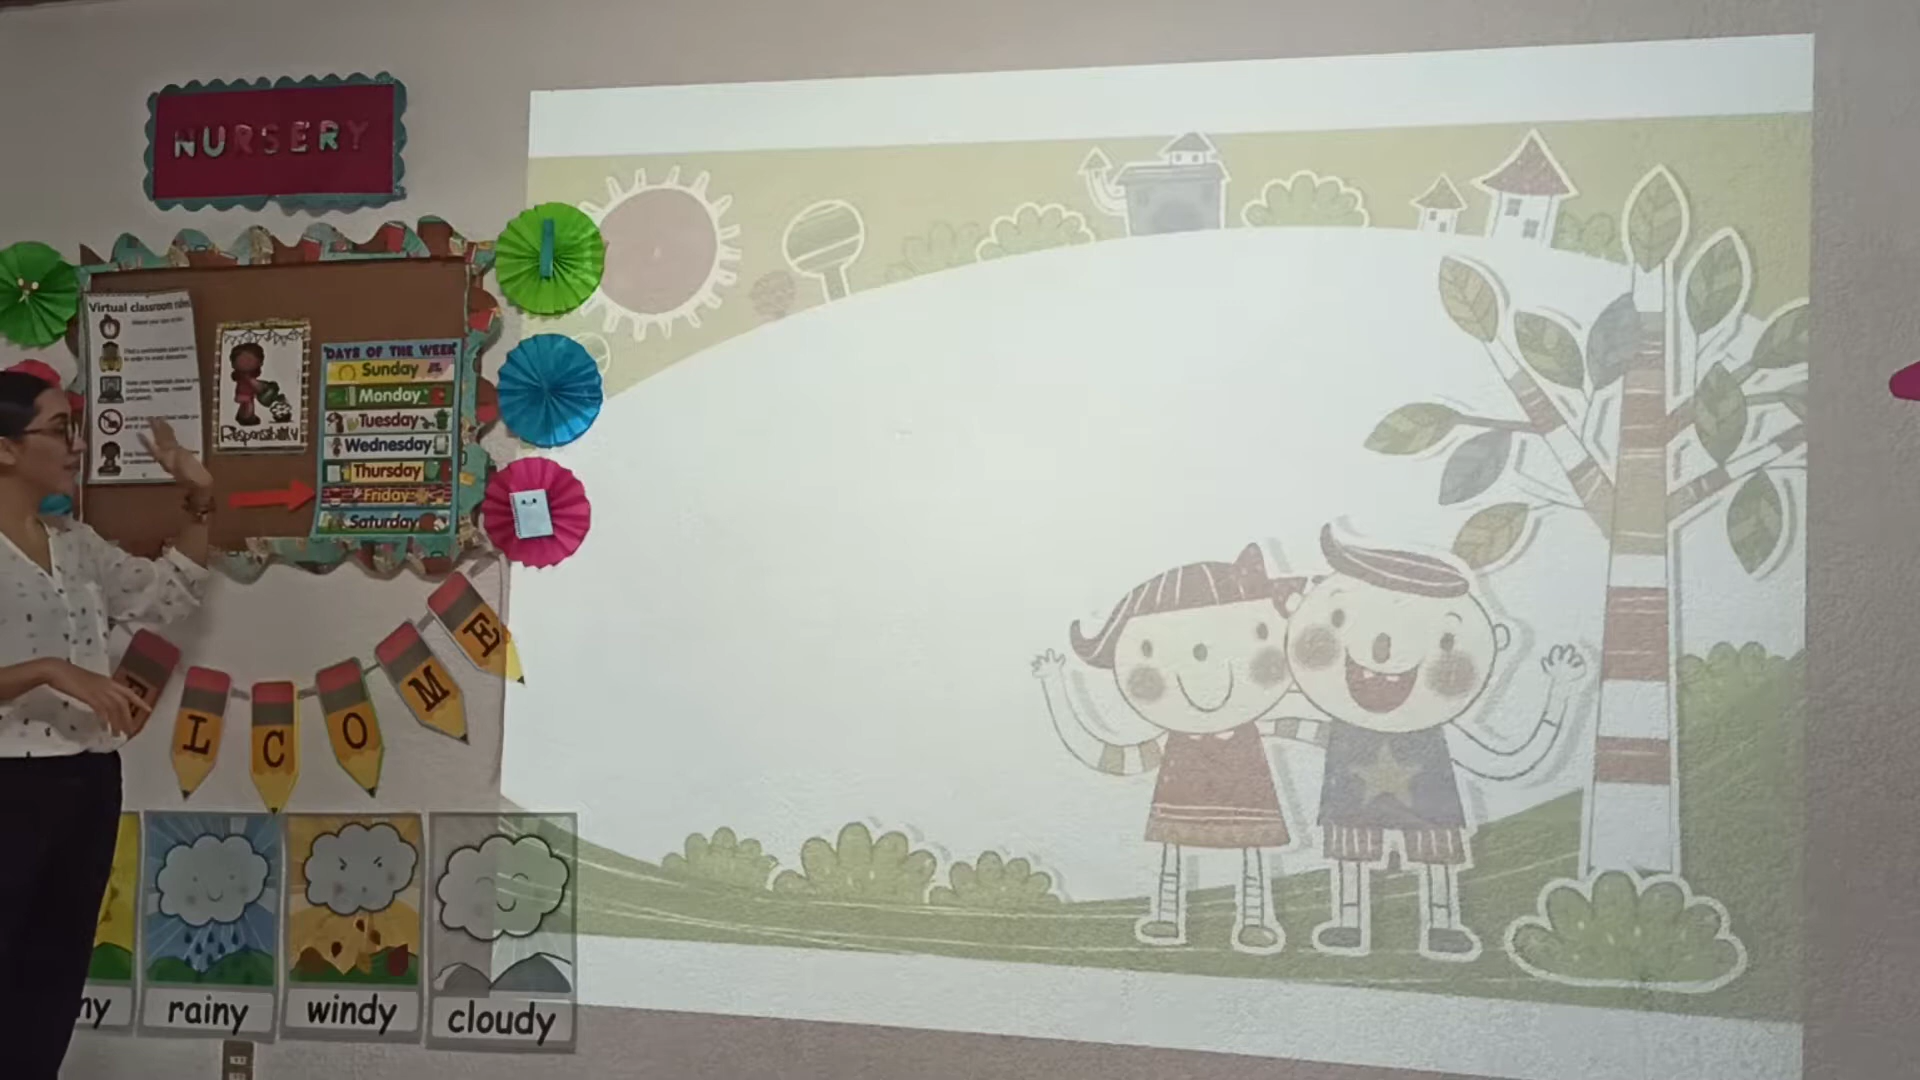 NURSERY
Virtual classroom rules
Responsibility
DAYS OF THE WEEK
Sunday
Monday
Tuesday
Wednesday
Thursday
Friday
Saturday
ELCOME
ny
rainy
windy
cloudy